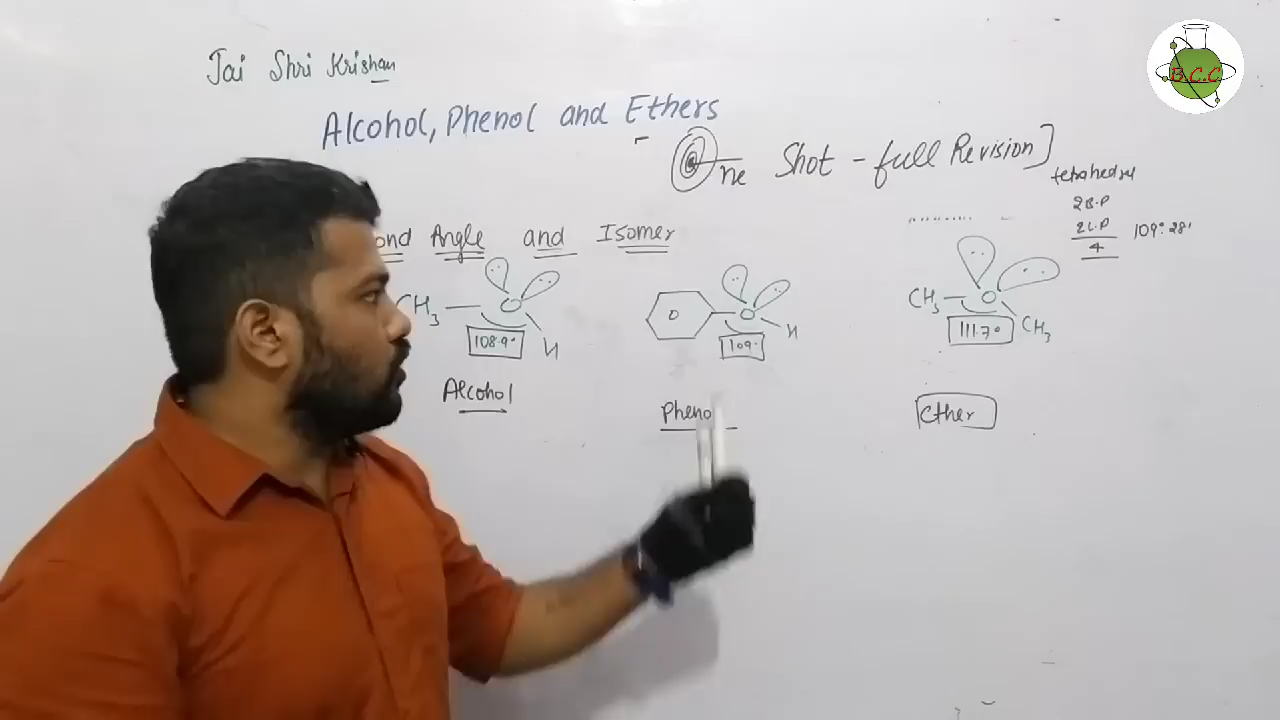 Jai Shri Krishan
B.C.C
Alcohol, Phenol and Ethers
One Shot - full Revision]
tetrahedral
2B.P
2L.P 109° 28'
4
ond Angle and Isomer
CH3 O H
108.9°
Alcohol
O H
109°
Pheno
CH3 O CH3
111.7°
Ether